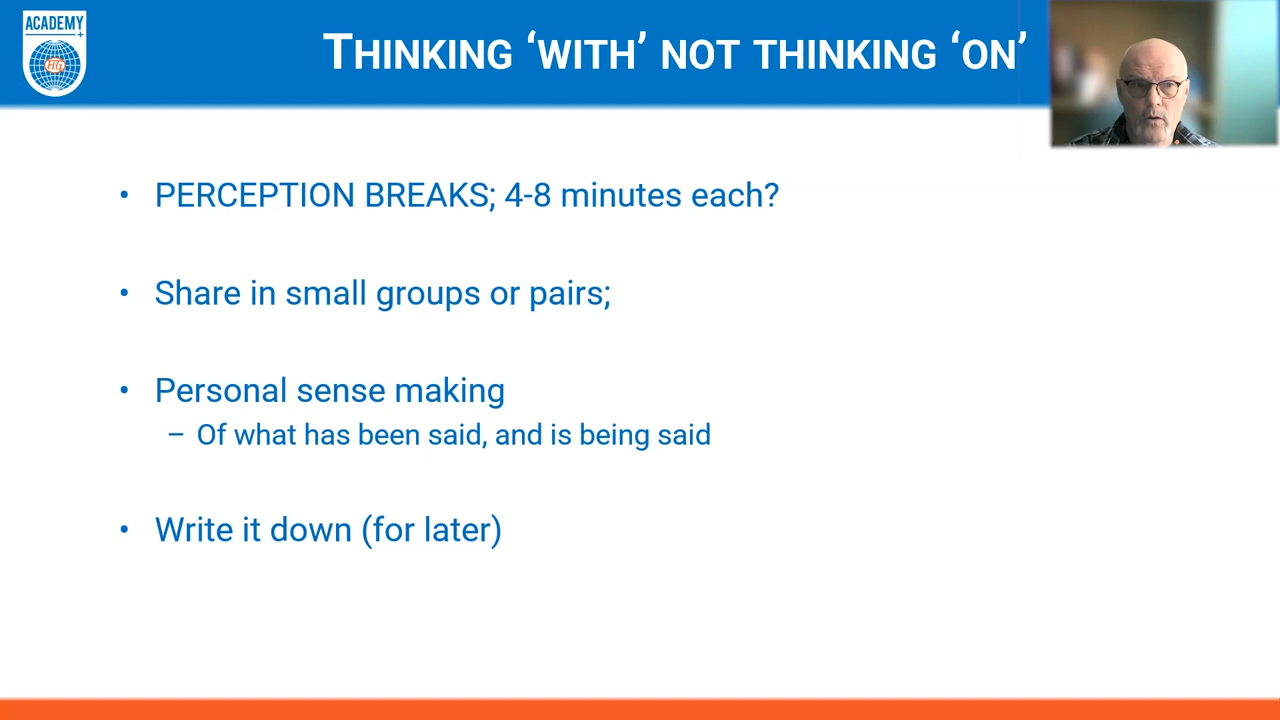 ACADEMY
+
FTG
THINKING ‘WITH’ NOT THINKING ‘ON’
• PERCEPTION BREAKS; 4-8 minutes each?
• Share in small groups or pairs;
• Personal sense making
– Of what has been said, and is being said
• Write it down (for later)